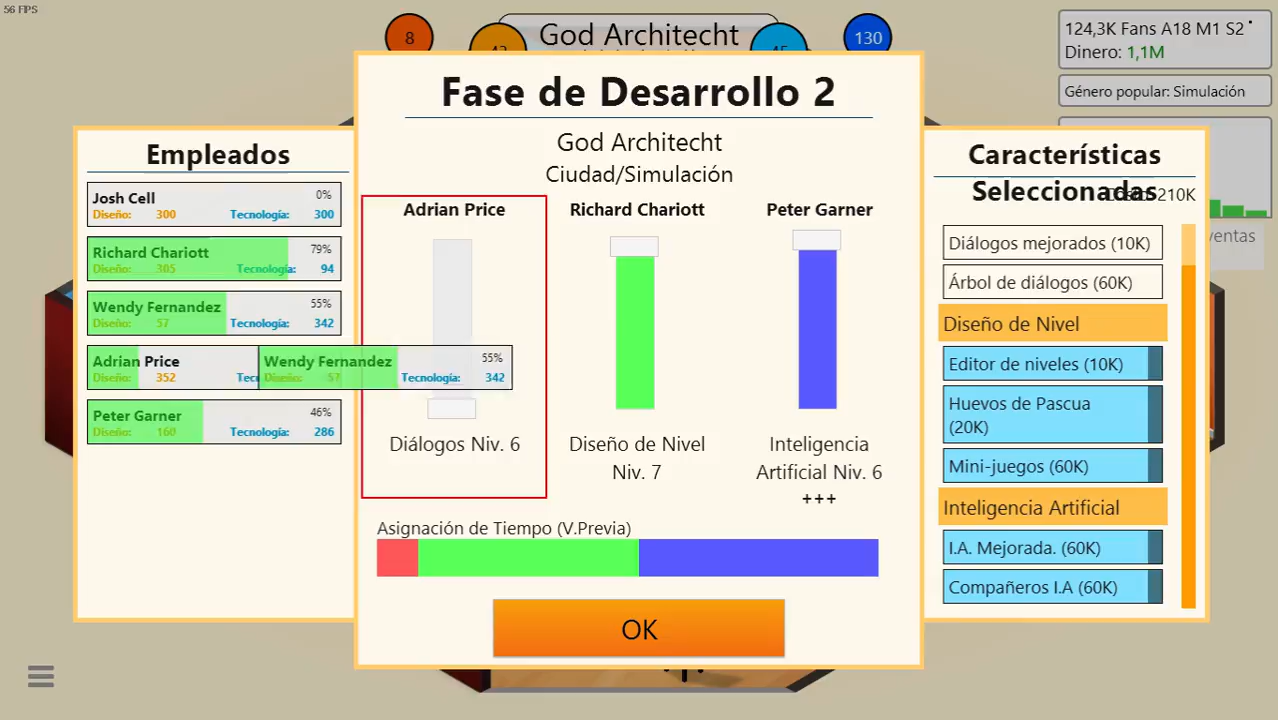 56 FPS
8
43
God Architecht
45
130
124,3K Fans A18 M1 S2
Dinero: 1,1M
Género popular: Simulación
ventas
Empleados
Josh Cell 0%
Diseño: 300 Tecnología: 300
Richard Chariott 79%
Diseño: 305 Tecnología: 94
Wendy Fernandez 55%
Diseño: 57 Tecnología: 342
Adrian Price
Diseño: 352
Wendy Fernandez 55%
Diseño: 57 Tecnología: 342
Peter Garner 46%
Diseño: 160 Tecnología: 286
Fase de Desarrollo 2
God Architecht
Ciudad/Simulación
Adrian Price
Diálogos Niv. 6
Richard Chariott
Diseño de Nivel
Niv. 7
Peter Garner
Inteligencia
Artificial Niv. 6
+++
Asignación de Tiempo (V.Previa)
OK
Características
Seleccionadas
210K
Diálogos mejorados (10K)
Árbol de diálogos (60K)
Diseño de Nivel
Editor de niveles (10K)
Huevos de Pascua
(20K)
Mini-juegos (60K)
Inteligencia Artificial
I.A. Mejorada. (60K)
Compañeros I.A (60K)